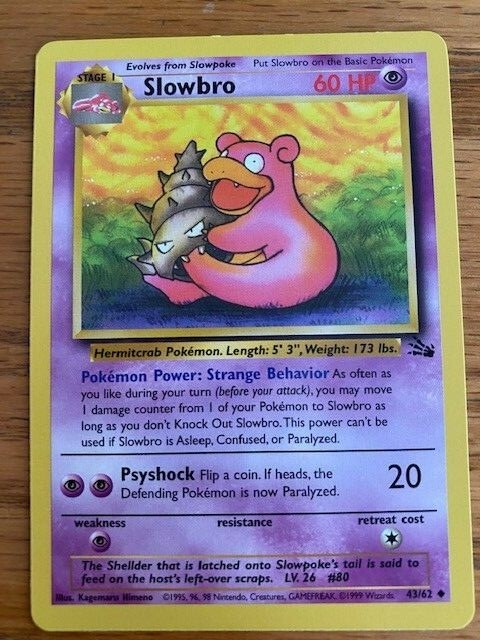 Evolves from Slowpoke Put Slowbro on the Basic Pokémon
STAGE 1 Slowbro 60 HP
Hermitcrab Pokémon. Length: 5' 3", Weight: 173 lbs.
Pokémon Power: Strange Behavior As often as
you like during your turn (before your attack), you may move
1 damage counter from 1 of your Pokémon to Slowbro as
long as you don't Knock Out Slowbro. This power can't be
used if Slowbro is Asleep, Confused, or Paralyzed.
Psyshock Flip a coin. If heads, the
Defending Pokémon is now Paralyzed.
20
weakness resistance retreat cost
The Shellder that is latched onto Slowpoke's tail is said to
feed on the host's left-over scraps. LV. 26 #80
Illus. Kagemaru Himeno ©1995, 96, 98 Nintendo, Creatures, GAMEFREAK. ©1999 Wizards. 43/62